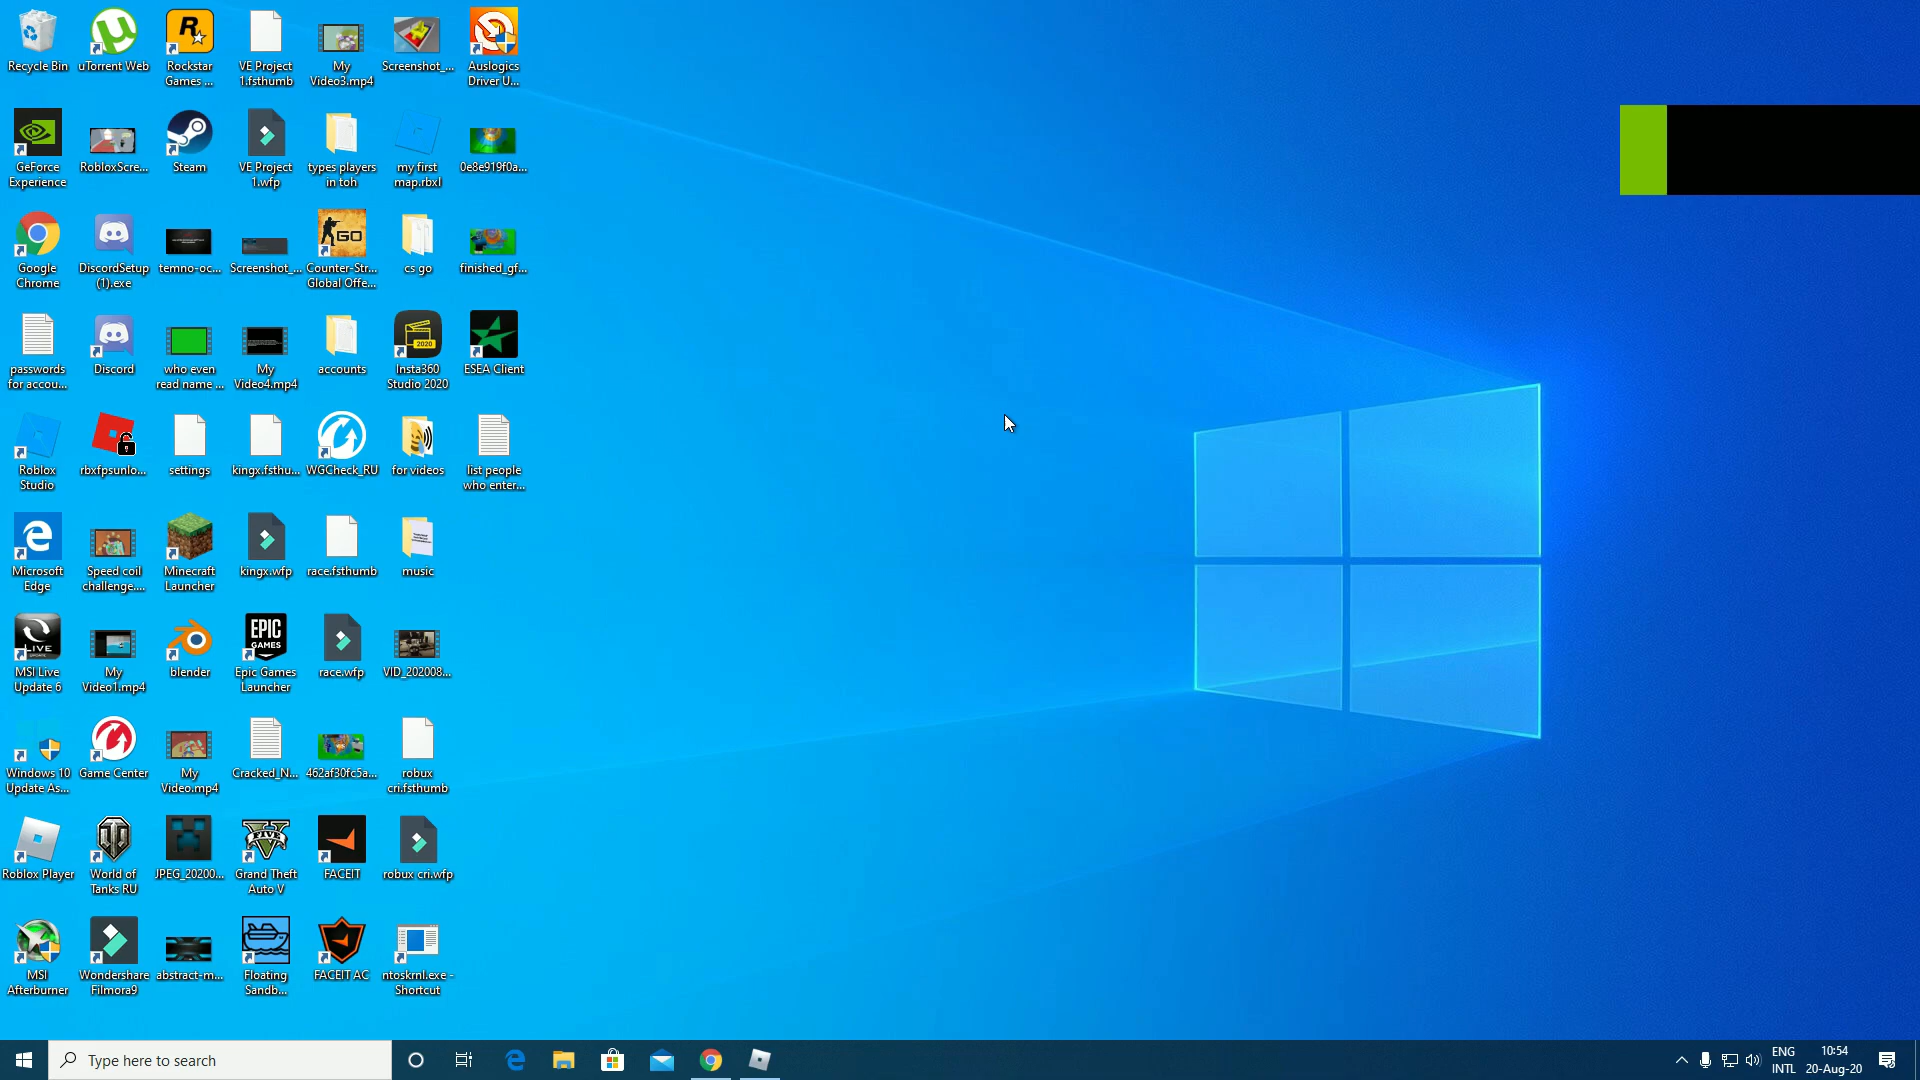 Recycle Bin
uTorrent Web
Rockstar
Games ...
VE Project
1.fsthumb
My
Video3.mp4
Screenshot_...
Auslogics
Driver U...
GeForce
Experience
RobloxScre...
Steam
VE Project
1.wfp
types players
in toh
my first
map.rbxl
0e8e919f0a...
Google
Chrome
DiscordSetup
(1).exe
temno-oc...
Screenshot_...
GO
Counter-Str...
Global Offe...
cs go
finished_gf...
passwords
for accou...
Discord
who even
read name ...
My
Video4.mp4
accounts
2020
Insta360
Studio 2020
ESEA Client
Roblox
Studio
rbxfpsunlo...
settings
kingx.fsthu...
WGCheck_RU
for videos
list people
who enter...
Microsoft
Edge
Speed coil
challenge....
Minecraft
Launcher
kingx.wfp
race.fsthumb
music
LIVE
MSI Live
Update 6
My
Video1.mp4
blender
EPIC
GAMES
Epic Games
Launcher
race.wfp
VID_202008...
Windows 10
Update As...
Game Center
My
Video.mp4
Cracked_N...
462af30fc5a...
robux
cri.fsthumb
Roblox Player
World of
Tanks RU
JPEG_20200...
FIVE
Grand Theft
Auto V
FACEIT
robux cri.wfp
MSI
Afterburner
Wondershare
Filmora9
abstract-m...
Floating
Sandb...
FACEIT AC
ntoskrnl.exe -
Shortcut
Type here to search
ENG
INTL
10:54
20-Aug-20